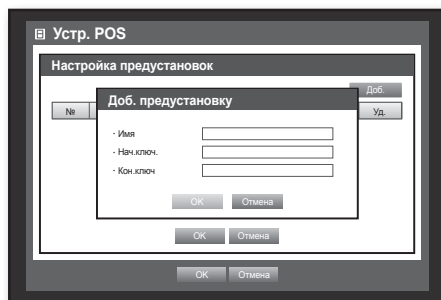 Устр. POS
Настройка предустановок
Доб.
№ Уд.
Доб. предустановку
- Имя
- Нач.ключ.
- Кон.ключ
OK Отмена
OK Отмена
OK Отмена